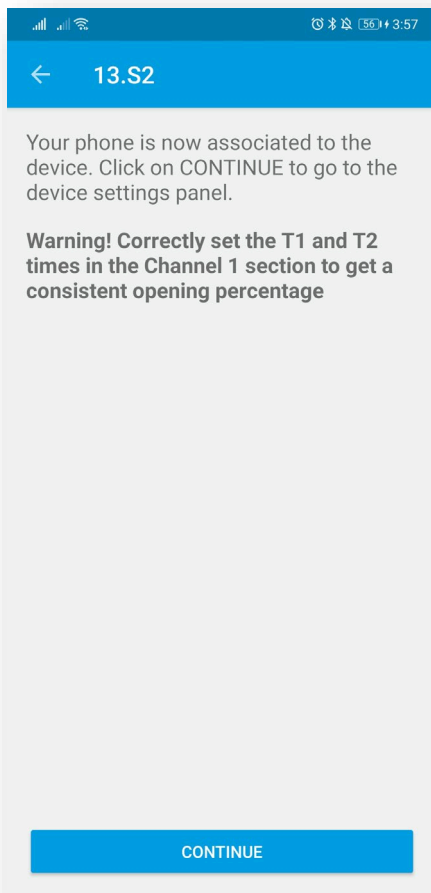 56 3:57
13.S2
Your phone is now associated to the
device. Click on CONTINUE to go to the
device settings panel.
Warning! Correctly set the T1 and T2
times in the Channel 1 section to get a
consistent opening percentage
CONTINUE